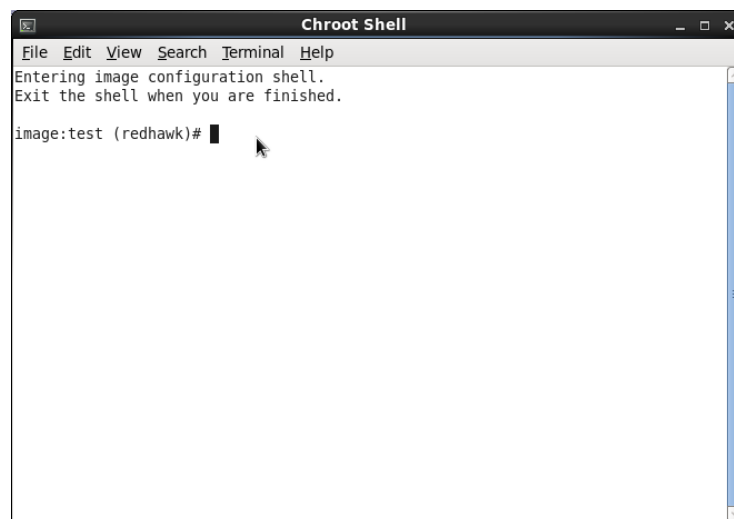 Chroot Shell
File Edit View Search Terminal Help
Entering image configuration shell.
Exit the shell when you are finished.
image:test (redhawk)#